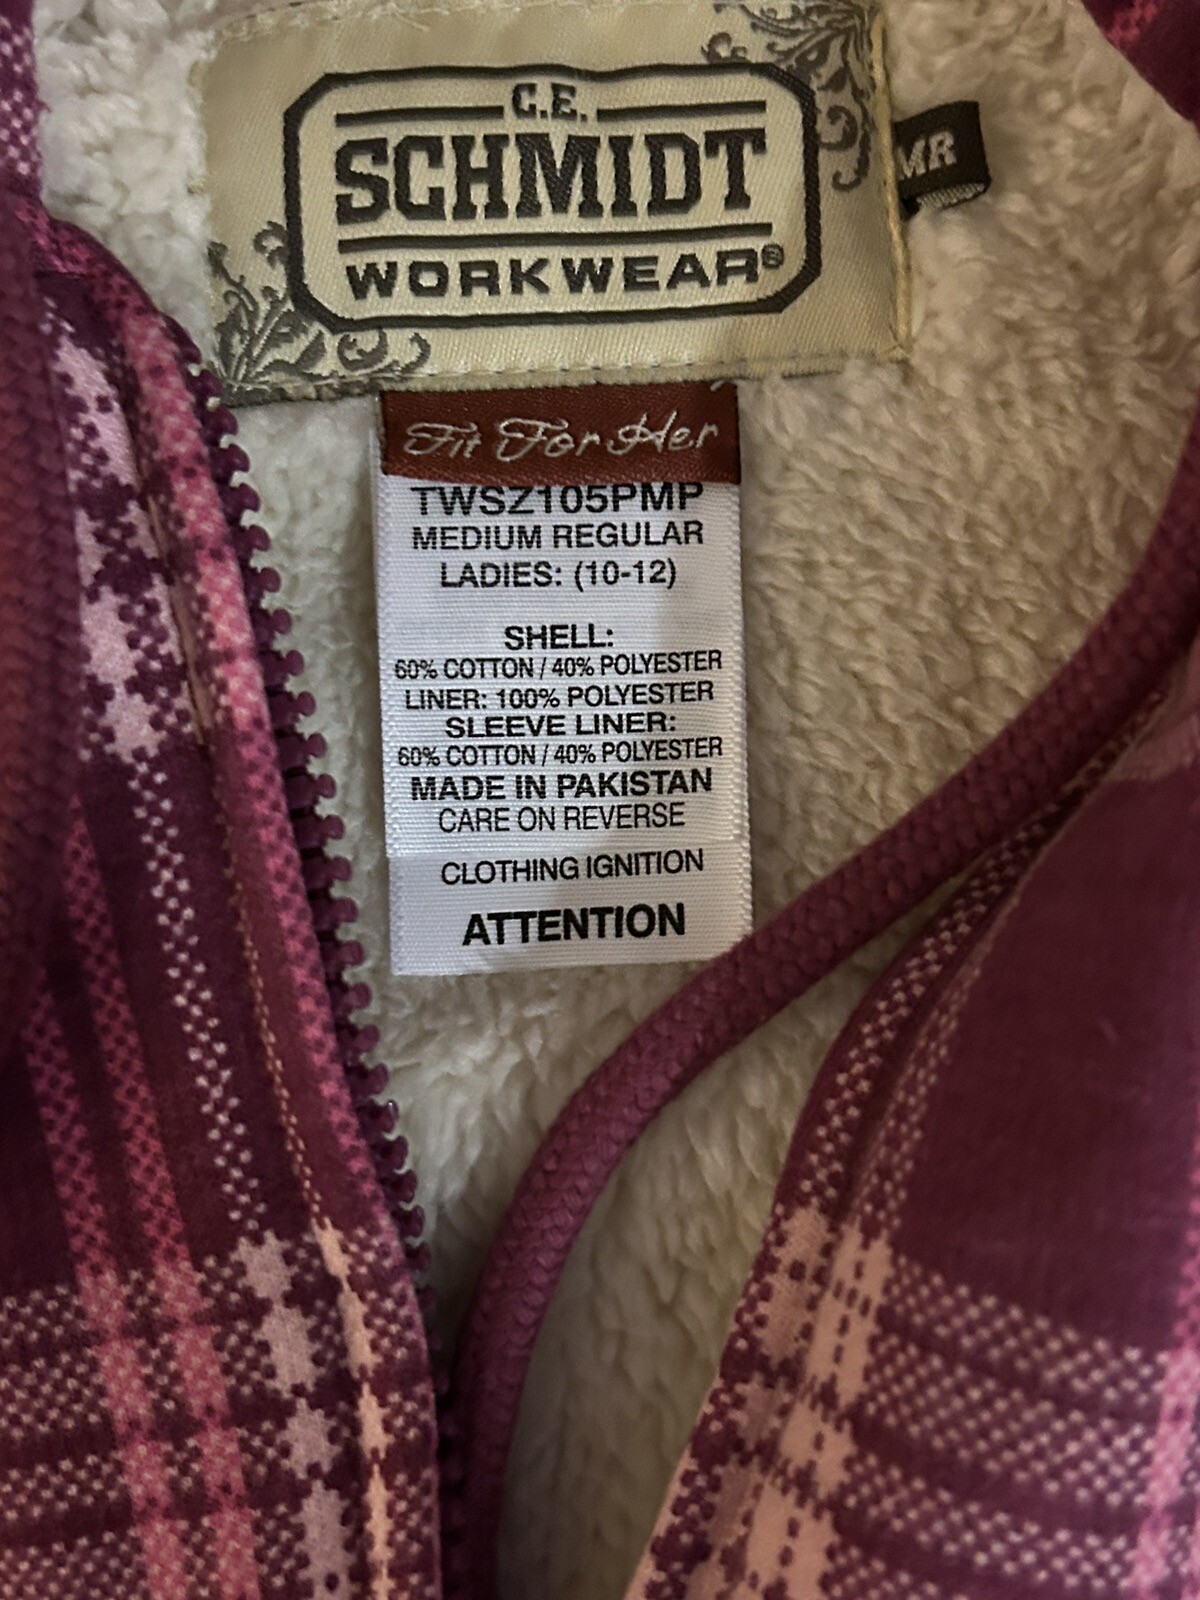 C.E.
SCHMIDT
WORKWEAR®
MR
Fit For Her
TWSZ105PMP
MEDIUM REGULAR
LADIES: (10-12)
SHELL:
60% COTTON / 40% POLYESTER
LINER: 100% POLYESTER
SLEEVE LINER:
60% COTTON / 40% POLYESTER
MADE IN PAKISTAN
CARE ON REVERSE
CLOTHING IGNITION
ATTENTION